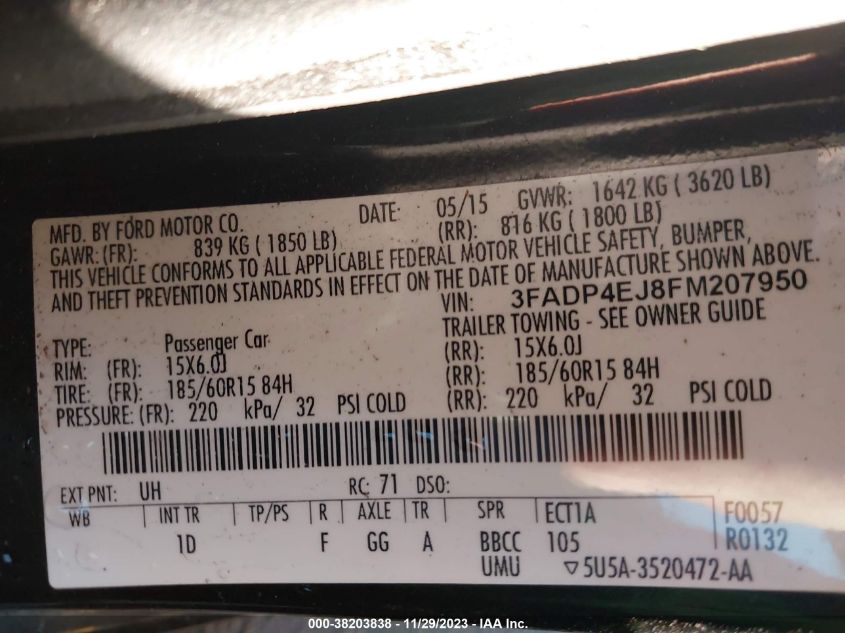 MFD. BY FORD MOTOR CO. DATE: 05/15 GVWR: 1642 KG ( 3620 LB)
GAWR: (FR): 839 KG ( 1850 LB) (RR): 816 KG ( 1800 LB)
THIS VEHICLE CONFORMS TO ALL APPLICABLE FEDERAL MOTOR VEHICLE SAFETY, BUMPER,
AND THEFT PREVENTION STANDARDS IN EFFECT ON THE DATE OF MANUFACTURE SHOWN ABOVE.
VIN: 3FADP4EJ8FM207950
TRAILER TOWING - SEE OWNER GUIDE
TYPE: Passenger Car
RIM: (FR): 15X6.0J (RR): 15X6.0J
TIRE: (FR): 185/60R15 84H (RR): 185/60R15 84H
PRESSURE: (FR): 220 kPa/ 32 PSI COLD (RR): 220 kPa/ 32 PSI COLD
EXT PNT: UH RC: 71 DSO:
WB INT TR TP/PS R AXLE TR SPR ECT1A F0057
1D F GG A BBCC 105 R0132
UMU ▽5U5A-3520472-AA
000-38203838 - 11/29/2023 - IAA Inc.